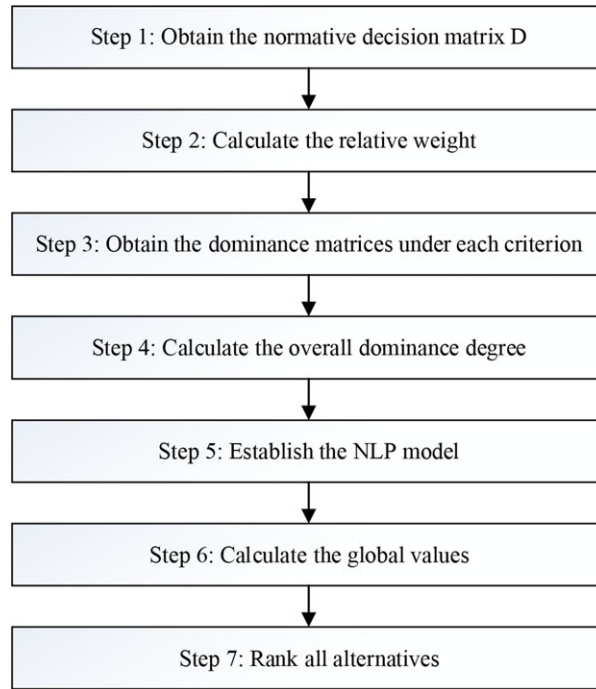 Step 1: Obtain the normative decision matrix D
Step 2: Calculate the relative weight
Step 3: Obtain the dominance matrices under each criterion
Step 4: Calculate the overall dominance degree
Step 5: Establish the NLP model
Step 6: Calculate the global values
Step 7: Rank all alternatives